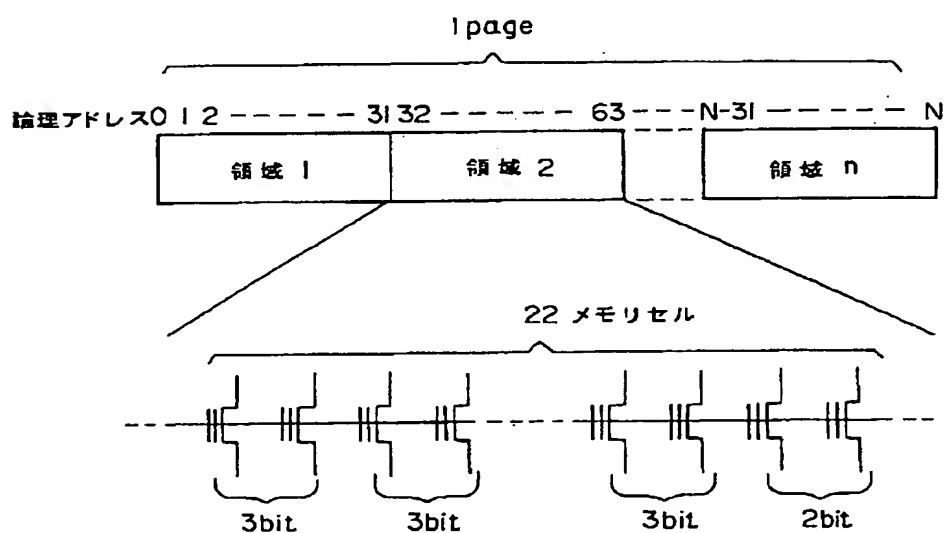 1page
論理アドレス0 1 2 ----- 31 32 ------ 63 --- N-31 ------ N
領域 1 領域 2 領域 n
22 メモリセル
3bit 3bit 3bit 2bit